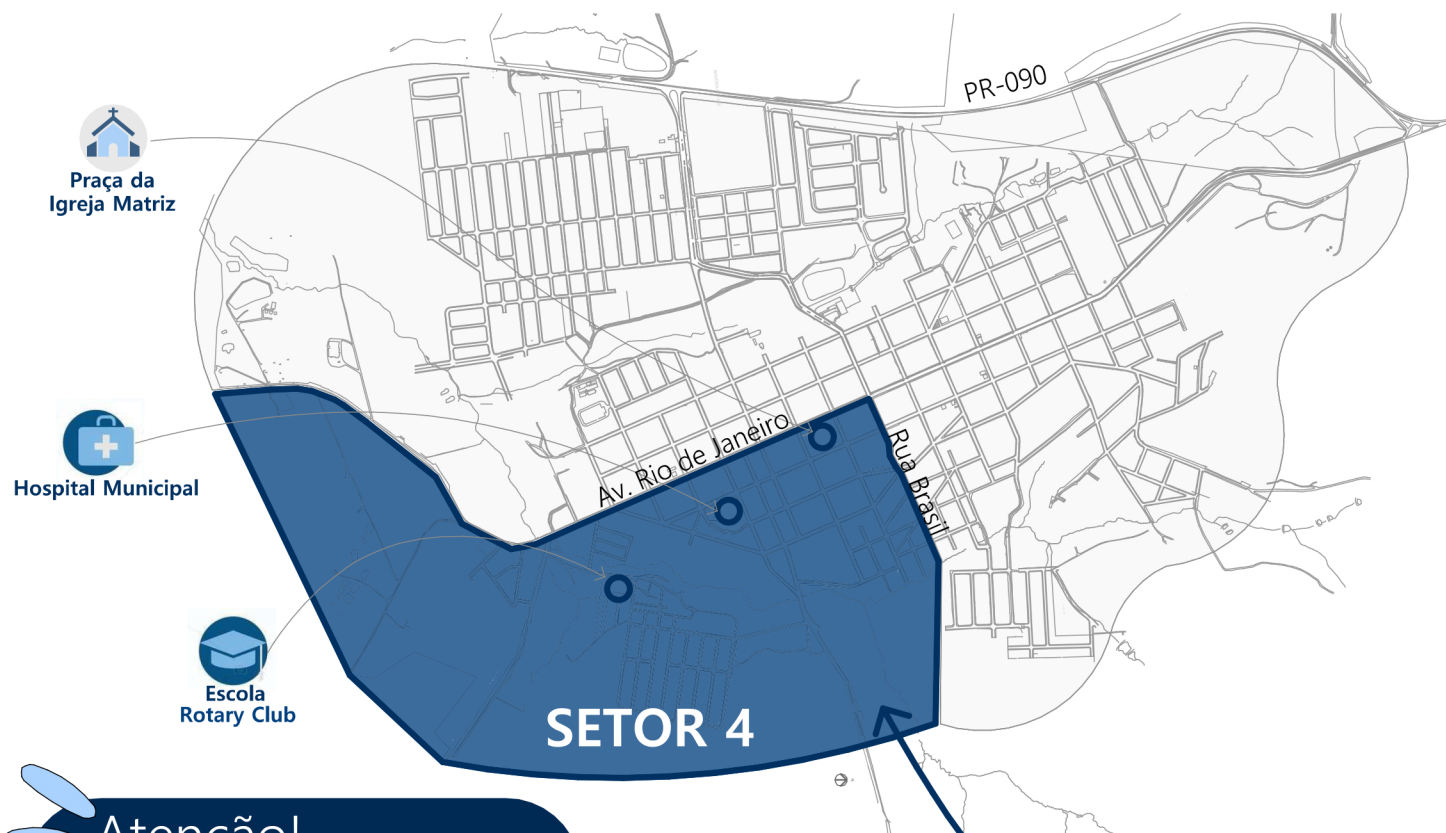 PR-090
Praça da
Igreja Matriz
Av. Rio de Janeiro
Rua Brasil
Hospital Municipal
Escola
Rotary Club
SETOR 4
Atenção!